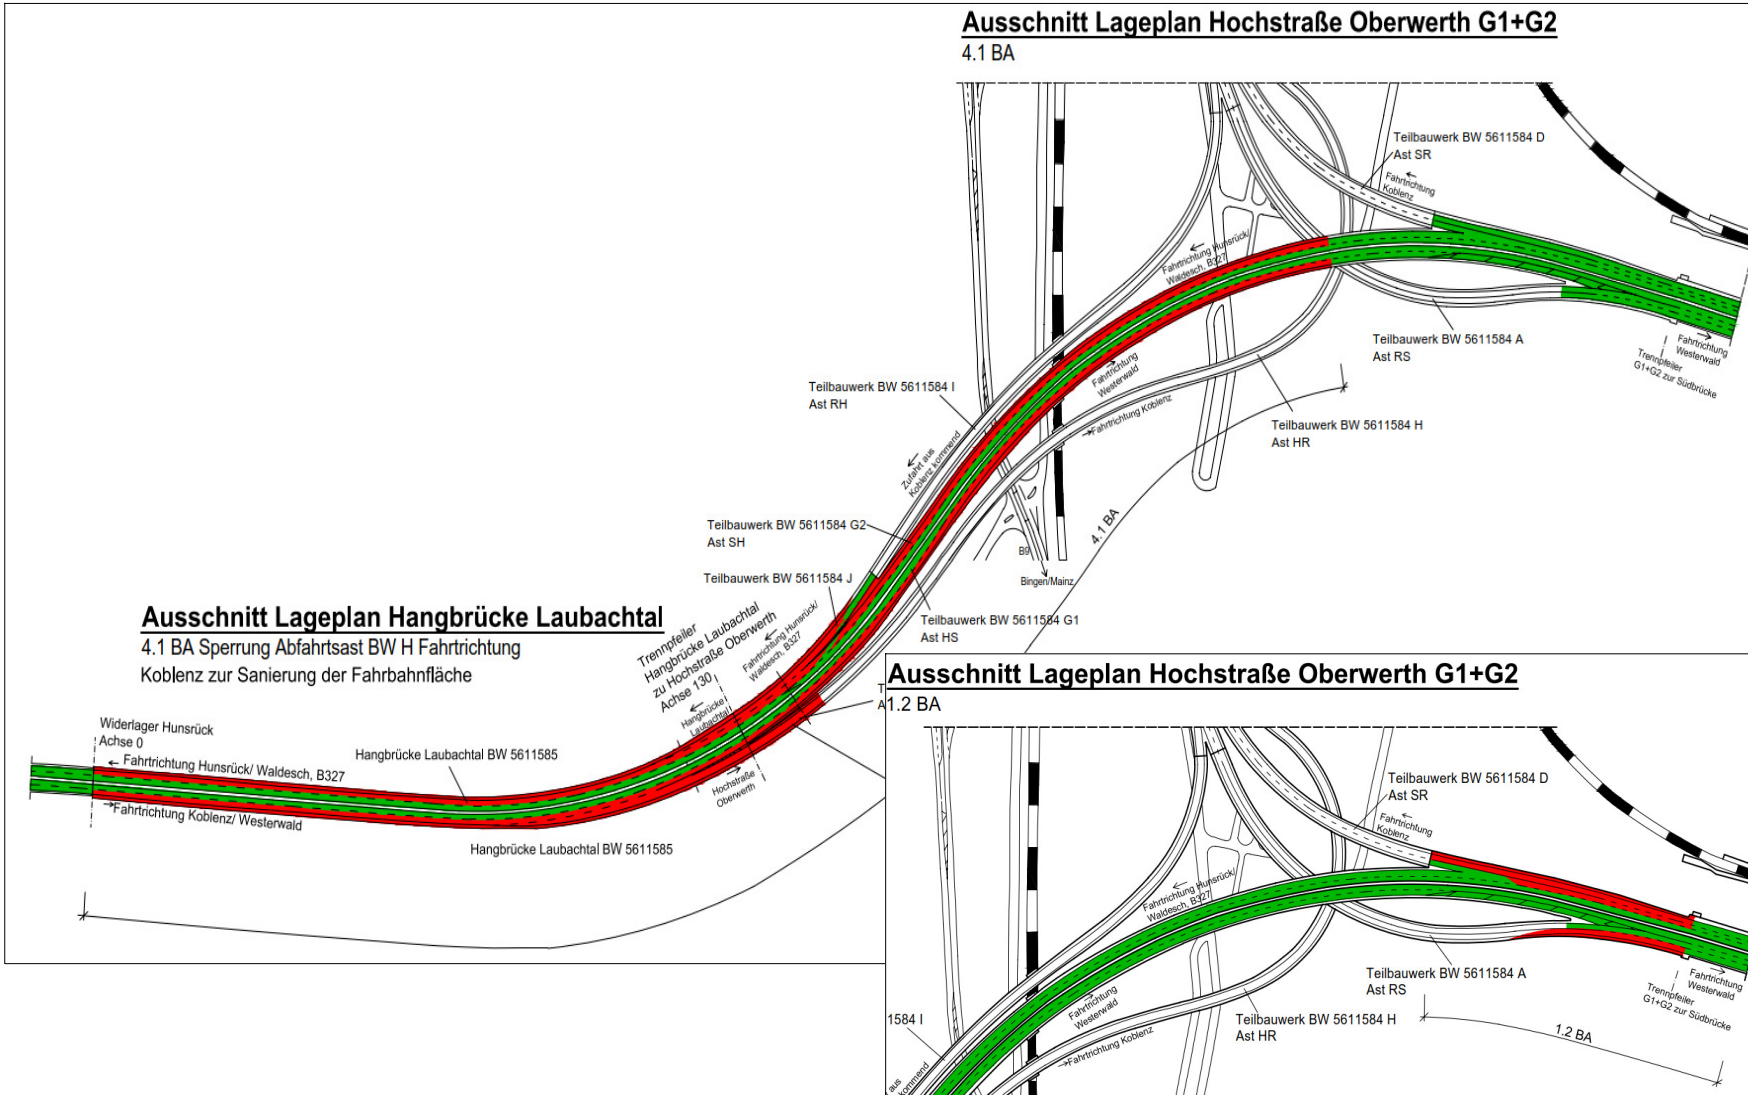 Ausschnitt Lageplan Hochstraße Oberwerth G1+G2
4.1 BA
Teilbauwerk BW 5611584 D
Ast SR
Fahrtrichtung
Koblenz
Fahrtrichtung Hunsrück/
Waldesch, B327
Teilbauwerk BW 5611584 A
Ast RS
Fahrtrichtung
Westerwald
Trennpfeiler
G1+G2 zur Südbrücke
Fahrtrichtung
Westerwald
Teilbauwerk BW 5611584 I
Ast RH
Fahrtrichtung Koblenz
Teilbauwerk BW 5611584 H
Ast HR
Zufahrt aus
Koblenz kommend
Teilbauwerk BW 5611584 G2
Ast SH
4.1 BA
B9
Bingen/Mainz
Teilbauwerk BW 5611584 J
Teilbauwerk BW 5611584 G1
Ast HS
Ausschnitt Lageplan Hangbrücke Laubachtal
4.1 BA Sperrung Abfahrtsast BW H Fahrtrichtung
Koblenz zur Sanierung der Fahrbahnfläche
Trennpfeiler
Hangbrücke Laubachtal
zu Hochstraße Oberwerth
Achse 130
Fahrtrichtung Hunsrück/
Waldesch, B327
Hangbrücke
Laubachtal
Hochstraße
Oberwerth
Widerlager Hunsrück
Achse 0
Fahrtrichtung Hunsrück/ Waldesch, B327
Hangbrücke Laubachtal BW 5611585
Fahrtrichtung Koblenz/ Westerwald
Hangbrücke Laubachtal BW 5611585
T
A
Ausschnitt Lageplan Hochstraße Oberwerth G1+G2
1.2 BA
Teilbauwerk BW 5611584 D
Ast SR
Fahrtrichtung
Koblenz
Fahrtrichtung Hunsrück/
Waldesch, B327
Teilbauwerk BW 5611584 A
Ast RS
Fahrtrichtung
Westerwald
Trennpfeiler
G1+G2 zur Südbrücke
Fahrtrichtung
Westerwald
1584 I
Teilbauwerk BW 5611584 H
Ast HR
1.2 BA
Fahrtrichtung Koblenz
aus
kommend